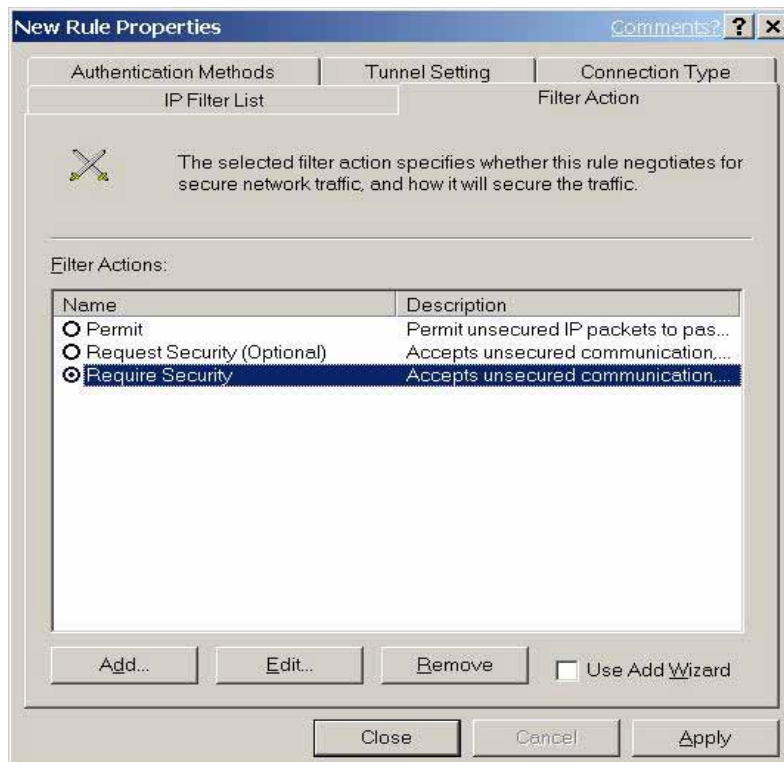 New Rule Properties Comments? ? ×
Authentication Methods Tunnel Setting Connection Type
IP Filter List Filter Action
The selected filter action specifies whether this rule negotiates for
secure network traffic, and how it will secure the traffic.
Filter Actions:
Name Description
Permit Permit unsecured IP packets to pas...
Request Security (Optional) Accepts unsecured communication,...
Require Security Accepts unsecured communication,...
Add... Edit... Remove Use Add Wizard
Close Cancel Apply